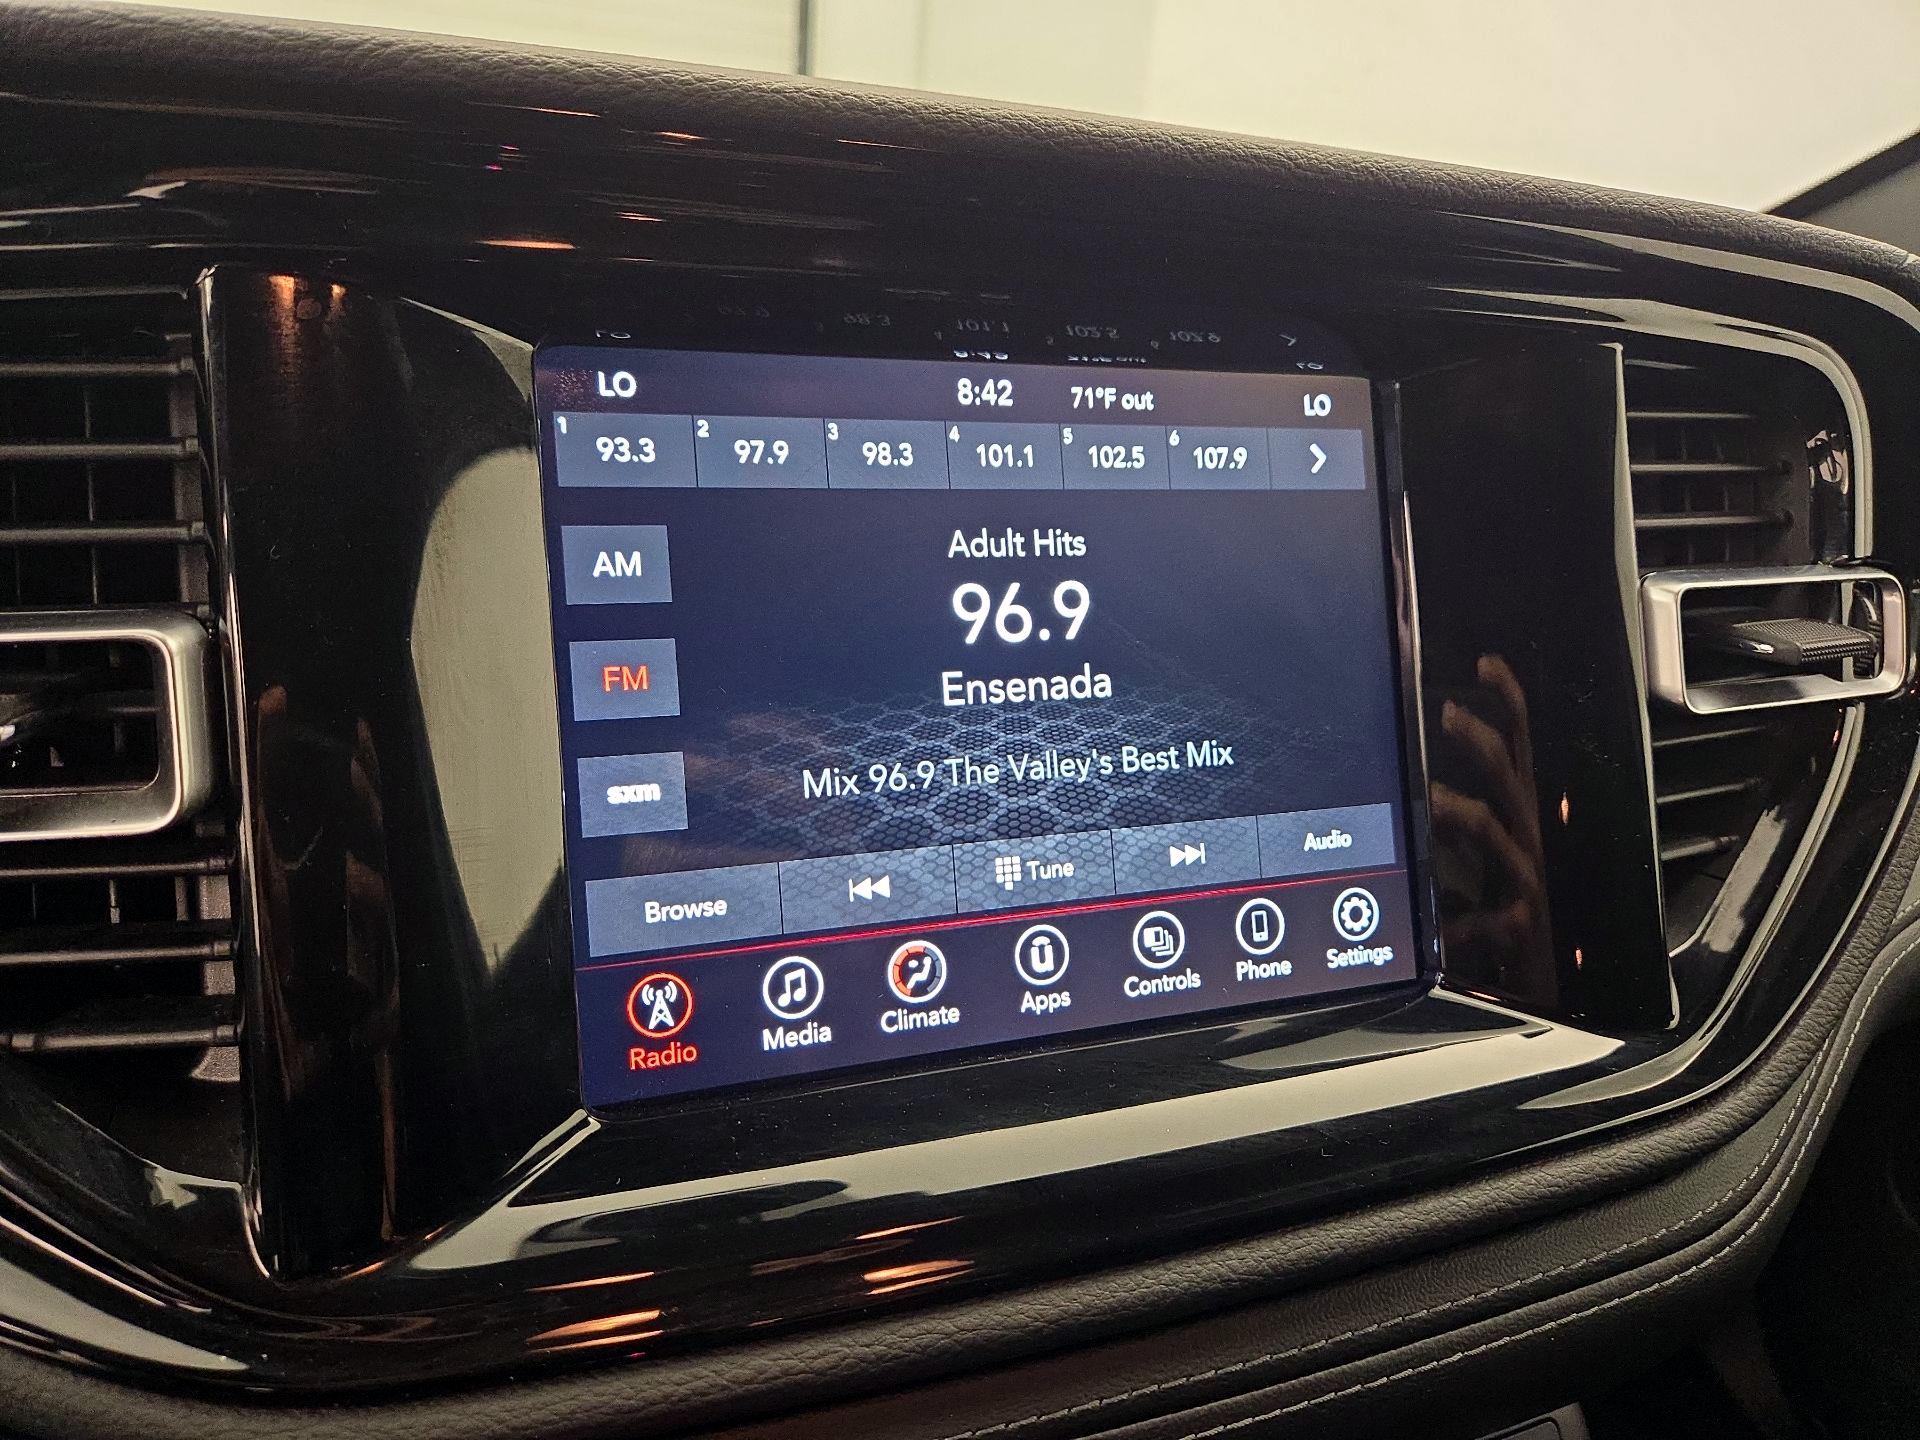 LO 8:42 71°F out LO
1 93.3 2 97.9 3 98.3 4 101.1 5 102.5 6 107.9
AM
Adult Hits
96.9
FM
Ensenada
sxm
Mix 96.9 The Valley's Best Mix
Browse Tune Audio
Radio Media Climate Apps Controls Phone Settings